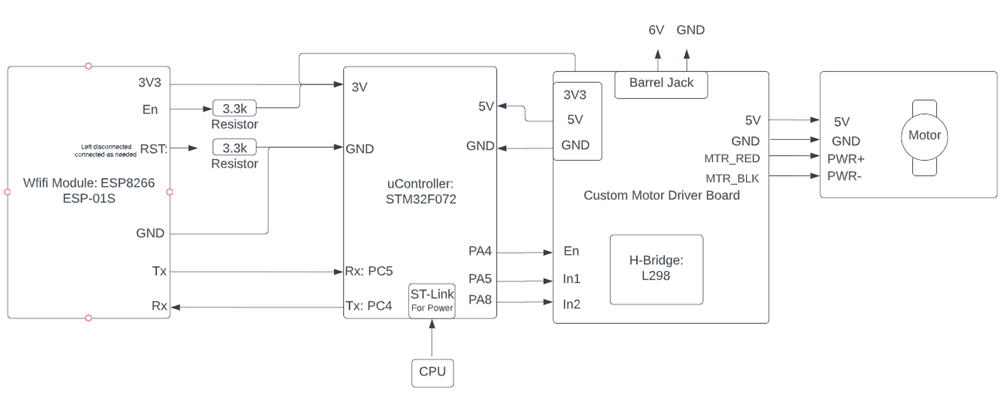 6V GND
3V3
En
3.3k
Resistor
Left disconnected
connected as needed
RST:
3.3k
Resistor
Wfifi Module: ESP8266
ESP-01S
GND
Tx
Rx
3V
5V
GND
GND
uController:
STM32F072
PA4
Rx: PC5
PA5
Tx: PC4
PA8
ST-Link
For Power
CPU
Barrel Jack
3V3
5V
GND
5V
GND
MTR_RED
MTR_BLK
Custom Motor Driver Board
En
In1
In2
H-Bridge:
L298
5V
GND
PWR+
PWR-
Motor